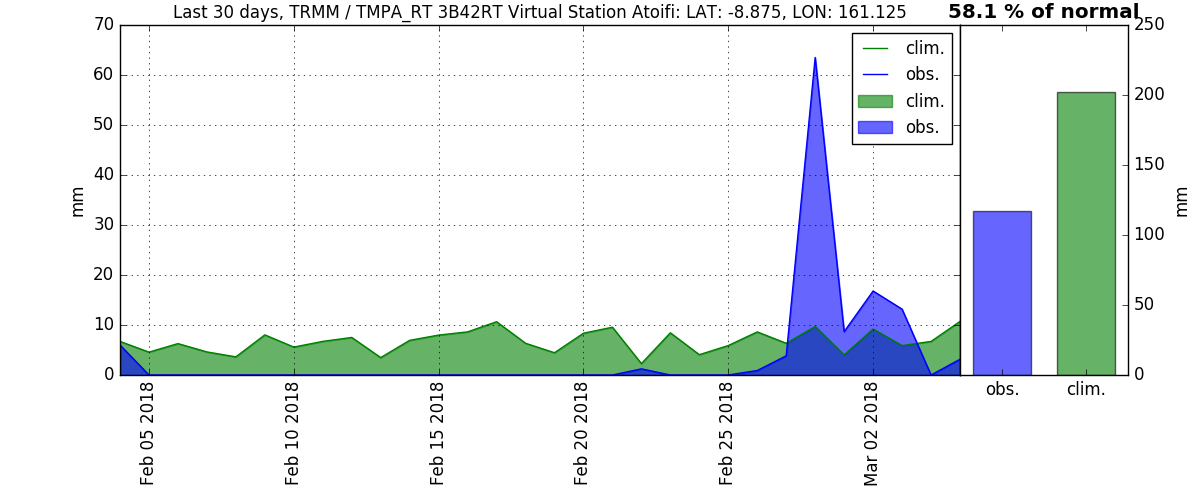 Last 30 days, TRMM / TMPA_RT 3B42RT Virtual Station Atoifi: LAT: -8.875, LON: 161.125
58.1 % of normal
70
60
50
40
30
20
10
0
mm
clim.
obs.
clim.
obs.
Feb 05 2018
Feb 10 2018
Feb 15 2018
Feb 20 2018
Feb 25 2018
Mar 02 2018
250
200
150
100
50
0
mm
obs.
clim.